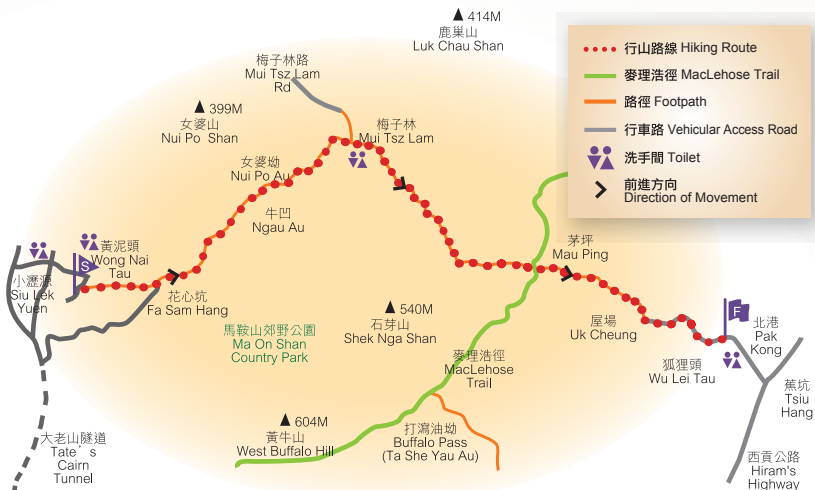 414M
鹿巢山
Luk Chau Shan
行山路線 Hiking Route
麥理浩徑 MacLehose Trail
路徑 Footpath
行車路 Vehicular Access Road
洗手間 Toilet
前進方向
Direction of Movement
梅子林路
Mui Tsz Lam
Rd
399M
女婆山
Nui Po Shan
梅子林
Mui Tsz Lam
女婆坳
Nui Po Au
牛凹
Ngau Au
黃泥頭
Wong Nai
Tau
S
小瀝源
Siu Lek
Yuen
花心坑
Fa Sam Hang
茅坪
Mau Ping
540M
石芽山
Shek Nga Shan
馬鞍山郊野公園
Ma On Shan
Country Park
屋場
Uk Cheung
F
北港
Pak
Kong
狐狸頭
Wu Lei Tau
麥理浩徑
MacLehose
Trail
蕉坑
Tsiu
Hang
604M
黃牛山
West Buffalo Hill
打瀉油坳
Buffalo Pass
(Ta She Yau Au)
大老山隧道
Tate's
Cairn
Tunnel
西貢公路
Hiram's
Highway